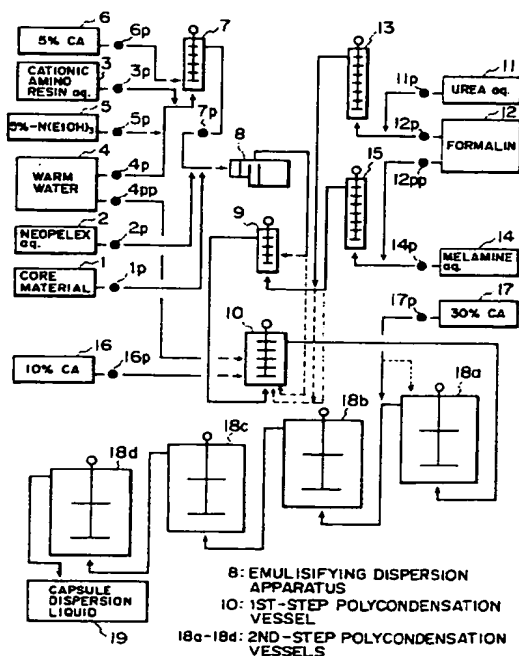 6
5% CA
6p
3
CATIONIC AMINO
RESIN aq.
3p
5
5%-N(EtOH)3
5p
4
WARM
WATER
4p
4pp
2
NEOPELEX
aq.
2p
1
CORE
MATERIAL
1p
16
10% CA
16p
7
7p
8
9
10
13
15
11
UREA aq.
11p
12
FORMALIN
12p
12pp
14
MELAMINE
aq.
14p
17
30% CA
17p
18a
18b
18c
18d
CAPSULE
DISPERSION
LIQUID
19
8: EMULISIFYING DISPERSION
APPARATUS
10: 1ST-STEP POLYCONDENSATION
VESSEL
18a-18d: 2ND-STEP POLYCONDENSATION
VESSELS